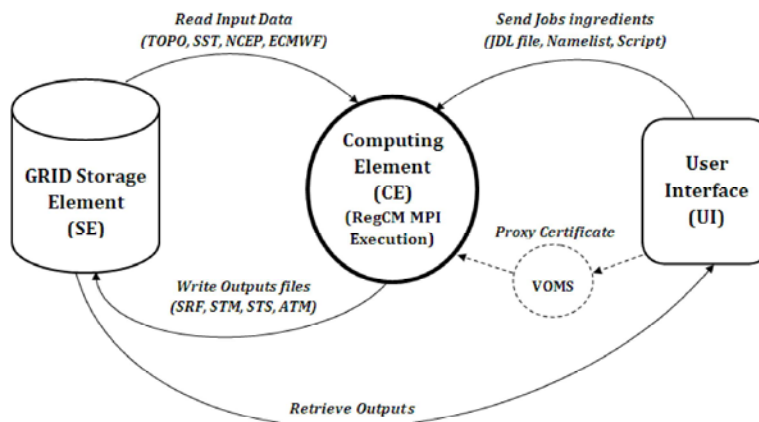 Read Input Data
(TOPO, SST, NCEP, ECMWF)
Send Jobs ingredients
(JDL file, Namelist, Script)
GRID Storage
Element
(SE)
Computing
Element
(CE)
(RegCM MPI
Execution)
User
Interface
(UI)
Proxy Certificate
VOMS
Write Outputs files
(SRF, STM, STS, ATM)
Retrieve Outputs